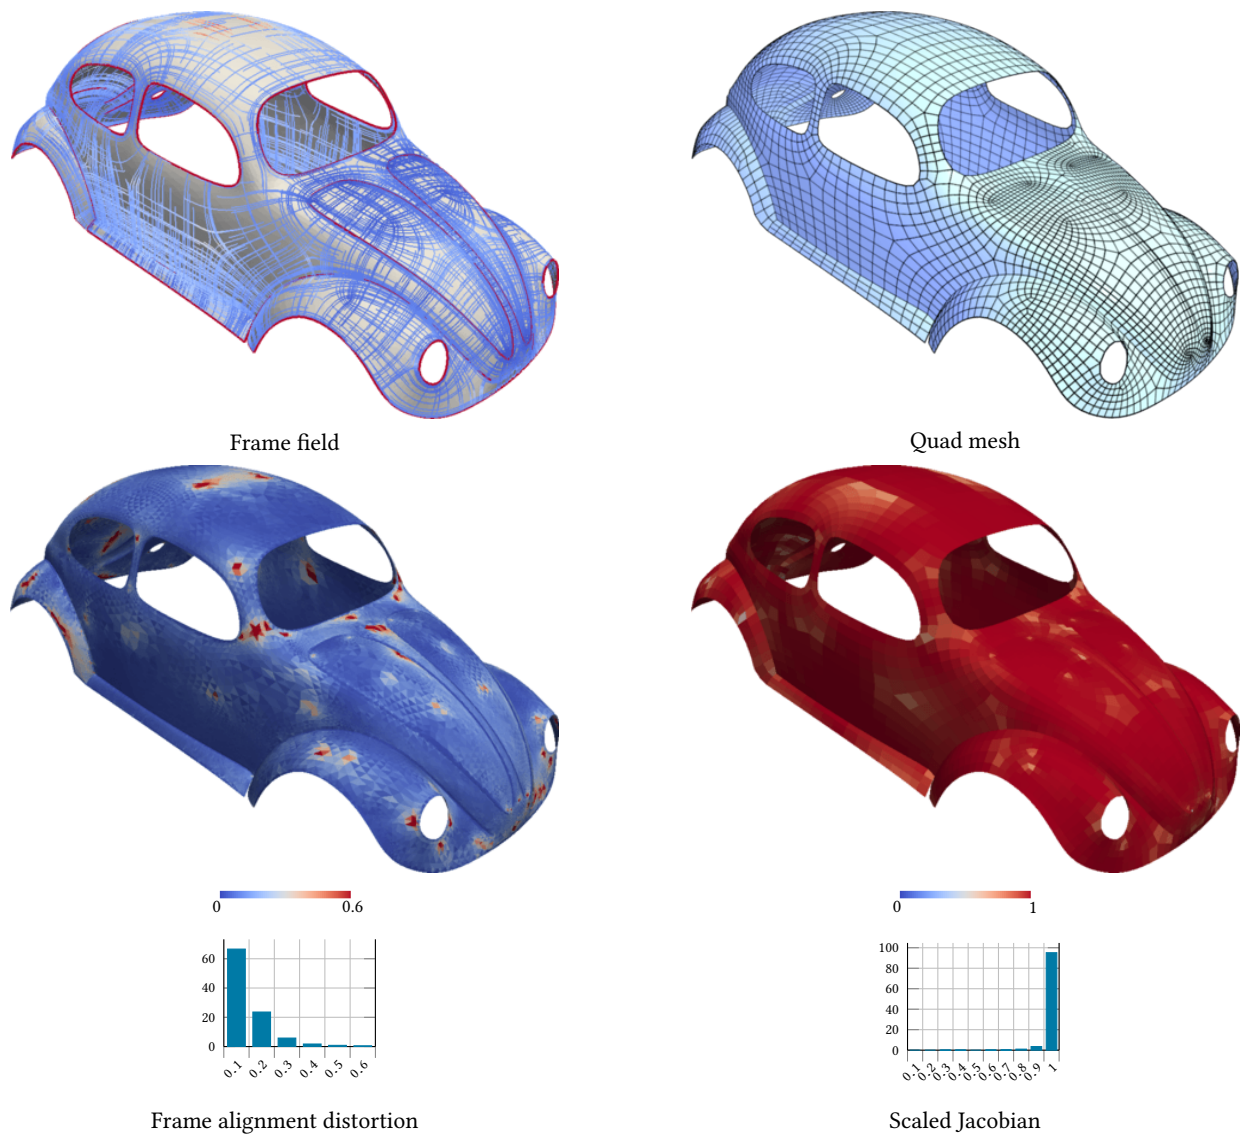 Frame field
Quad mesh
0 0.6
0 1
60
40
20
0
0.1 0.2 0.3 0.4 0.5 0.6
100
80
60
40
20
0
0.1 0.2 0.3 0.4 0.5 0.6 0.7 0.8 0.9 1
Frame alignment distortion
Scaled Jacobian